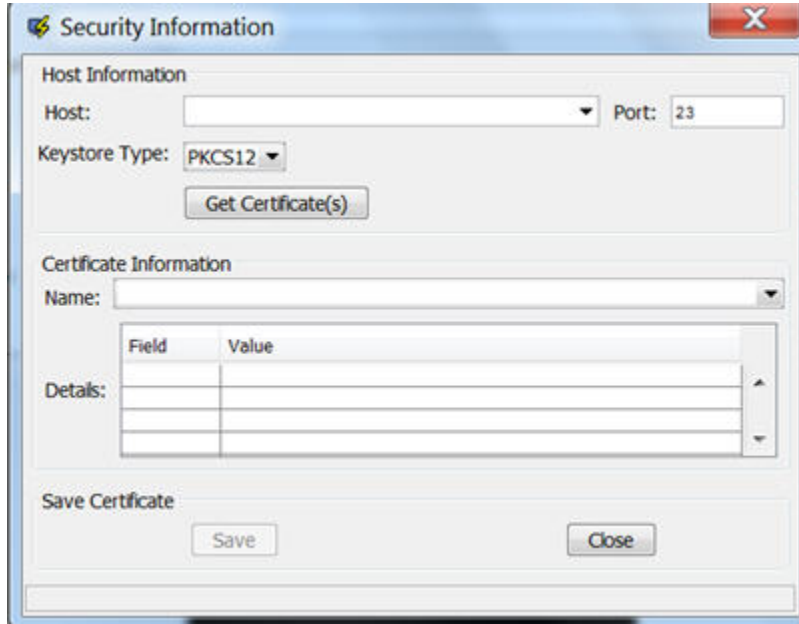 Security Information
Host Information
Host: Port: 23
Keystore Type: PKCS12
Get Certificate(s)
Certificate Information
Name:
Field Value
Details:
Save Certificate
Save Close